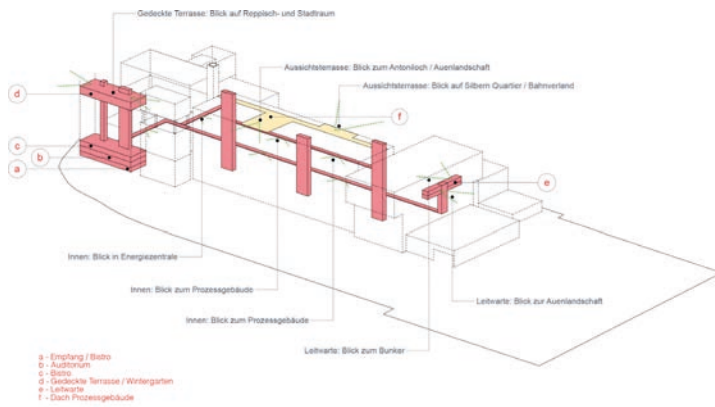 Gedeckte Terrasse: Blick auf Reppisch- und Stadtraum
Aussichtsterrasse: Blick zum Antoniloch / Auenlandschaft
Aussichtsterrasse: Blick auf Silbern Quartier / Bahnverland
d
f
c
b
a
e
Innen: Blick in Energiezentrale
Innen: Blick zum Prozessgebäude
Innen: Blick zum Prozessgebäude
Leitwarte: Blick zur Auenlandschaft
Leitwarte: Blick zum Bunker
a - Empfang / Bistro
b - Auditorium
c - Bistro
d - Gedeckte Terrasse / Wintergarten
e - Leitwarte
f - Dach Prozessgebäude